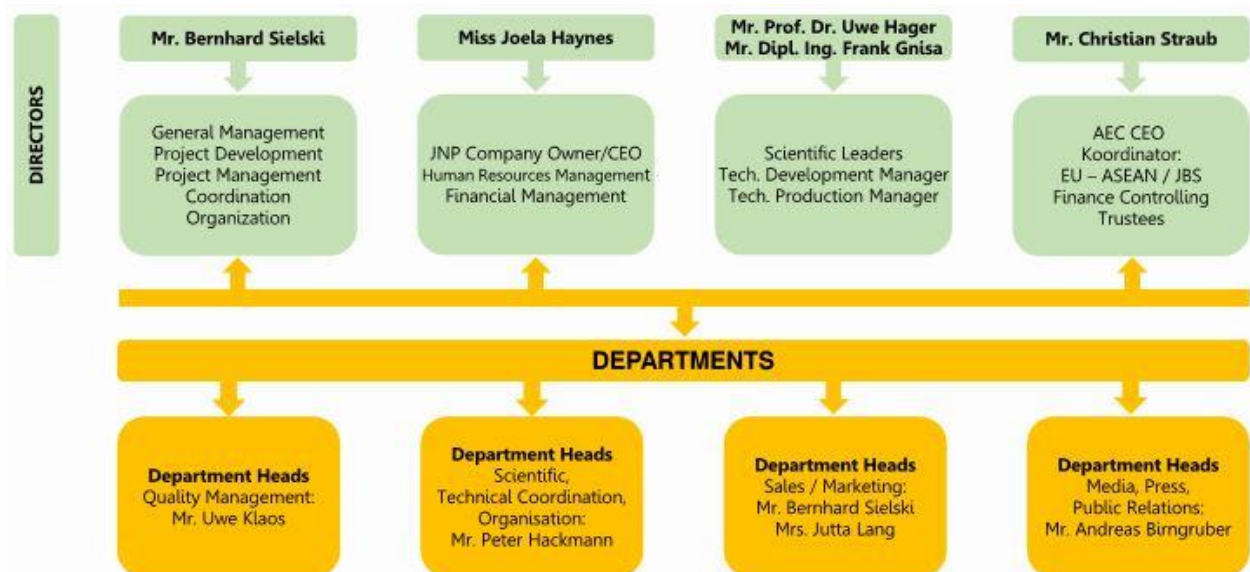 DIRECTORS
Mr. Bernhard Sielski
General Management
Project Development
Project Management
Coordination
Organization
Miss Joela Haynes
JNP Company Owner/CEO
Human Resources Management
Financial Management
Mr. Prof. Dr. Uwe Hager
Mr. Dipl. Ing. Frank Gnisa
Scientific Leaders
Tech. Development Manager
Tech. Production Manager
Mr. Christian Straub
AEC CEO
Koordinator:
EU – ASEAN / JBS
Finance Controlling
Trustees
DEPARTMENTS
Department Heads
Quality Management:
Mr. Uwe Klaos
Department Heads
Scientific,
Technical Coordination,
Organisation:
Mr. Peter Hackmann
Department Heads
Sales / Marketing:
Mr. Bernhard Sielski
Mrs. Jutta Lang
Department Heads
Media, Press,
Public Relations:
Mr. Andreas Birngruber